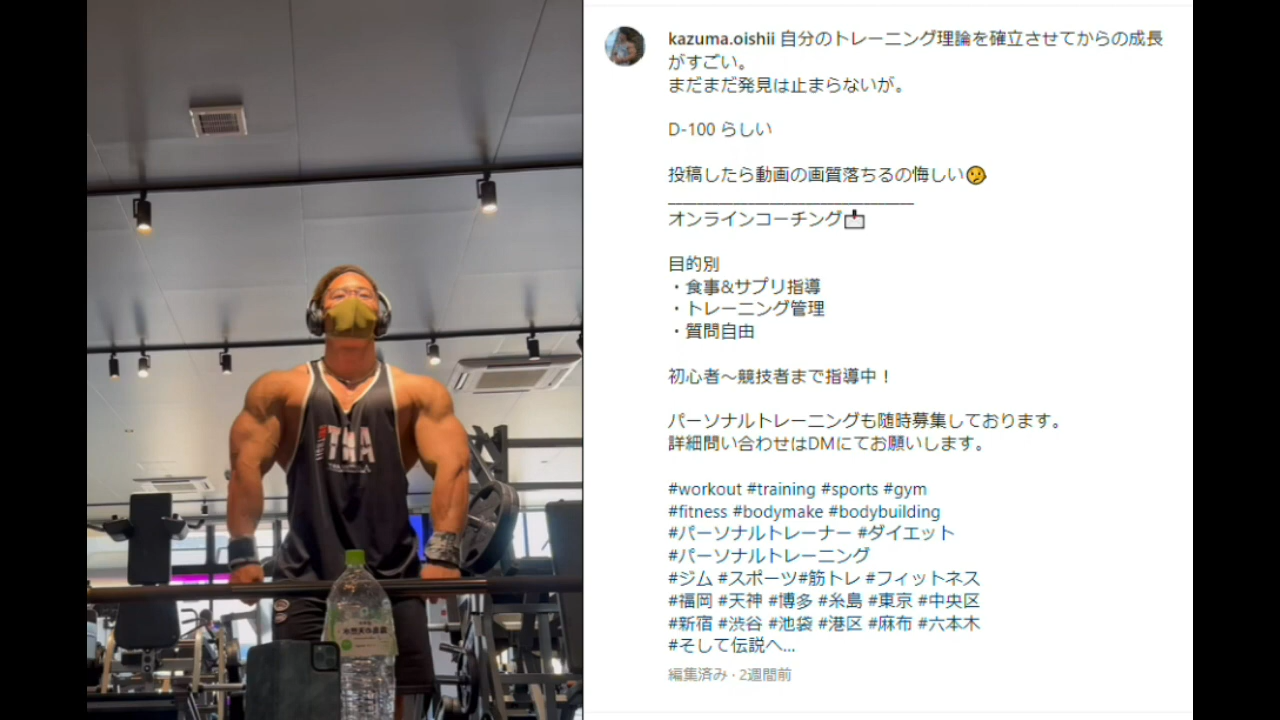 kazuma.oishii 自分のトレーニング理論を確立させてからの成長
がすごい。
まだまだ発見は止まらないが。
D-100 らしい
投稿したら動画の画質落ちるの悔しい🫤
___________________________
オンラインコーチング📩
目的別
・食事&サプリ指導
・トレーニング管理
・質問自由
初心者〜競技者まで指導中！
パーソナルトレーニングも随時募集しております。
詳細問い合わせはDMにてお願いします。
#workout #training #sports #gym
#fitness #bodymake #bodybuilding
#パーソナルトレーナー #ダイエット
#パーソナルトレーニング
#ジム #スポーツ#筋トレ #フィットネス
#福岡 #天神 #博多 #糸島 #東京 #中央区
#新宿 #渋谷 #池袋 #港区 #麻布 #六本木
#そして伝説へ...
編集済み · 2週間前